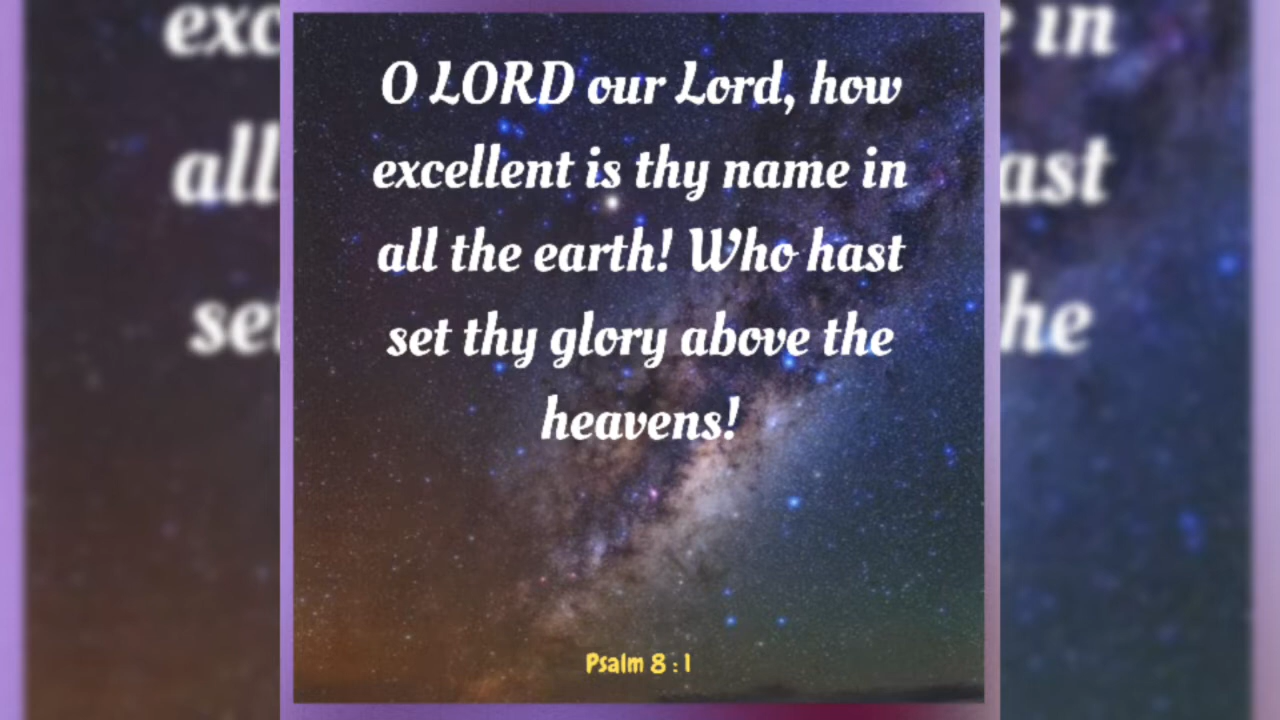 O LORD our Lord, how
excellent is thy name in
all the earth! Who hast
set thy glory above the
heavens!
Psalm 8 : 1